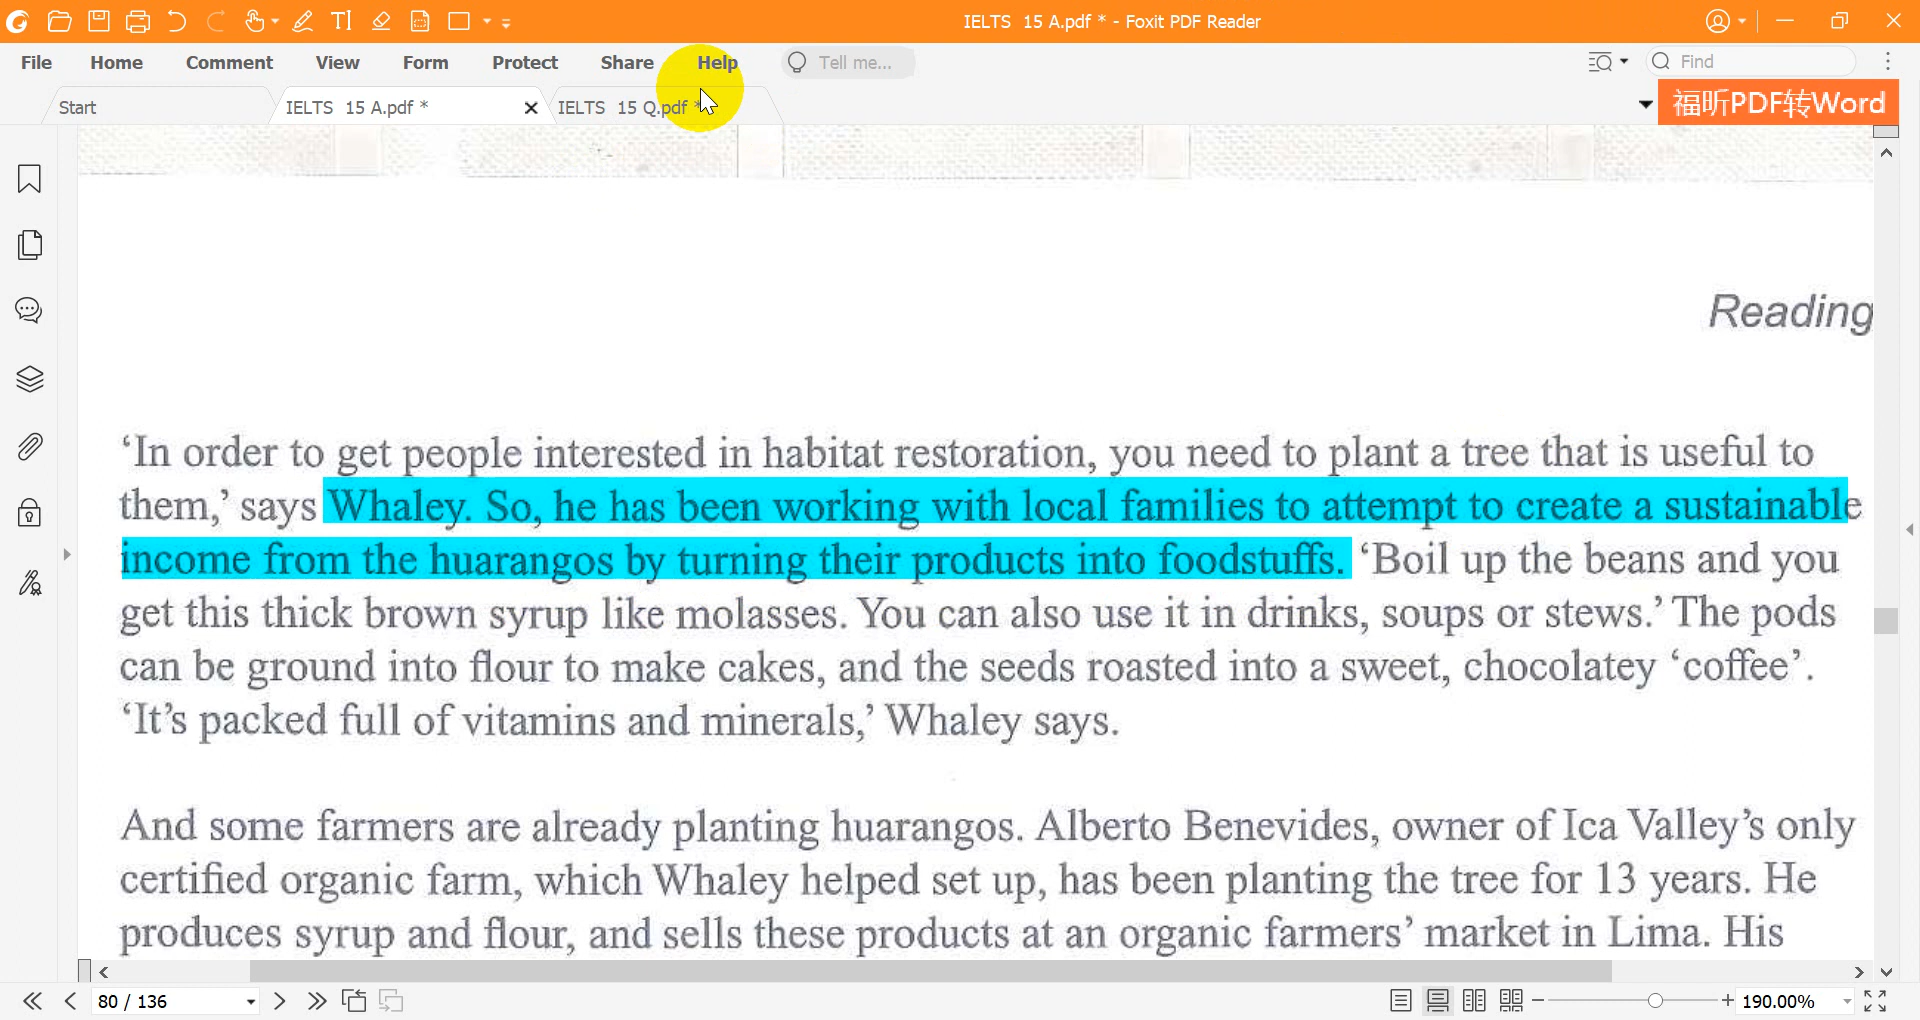 IELTS 15 A.pdf * - Foxit PDF Reader
File Home Comment View Form Protect Share Help Tell me... Find
Start IELTS 15 A.pdf * IELTS 15 Q.pdf * 福昕PDF转Word
Reading
‘In order to get people interested in habitat restoration, you need to plant a tree that is useful to
them,’ says Whaley. So, he has been working with local families to attempt to create a sustainable
income from the huarangos by turning their products into foodstuffs. ‘Boil up the beans and you
get this thick brown syrup like molasses. You can also use it in drinks, soups or stews.’ The pods
can be ground into flour to make cakes, and the seeds roasted into a sweet, chocolatey ‘coffee’.
‘It’s packed full of vitamins and minerals,’ Whaley says.
And some farmers are already planting huarangos. Alberto Benevides, owner of Ica Valley’s only
certified organic farm, which Whaley helped set up, has been planting the tree for 13 years. He
produces syrup and flour, and sells these products at an organic farmers’ market in Lima. His
80 / 136 190.00%